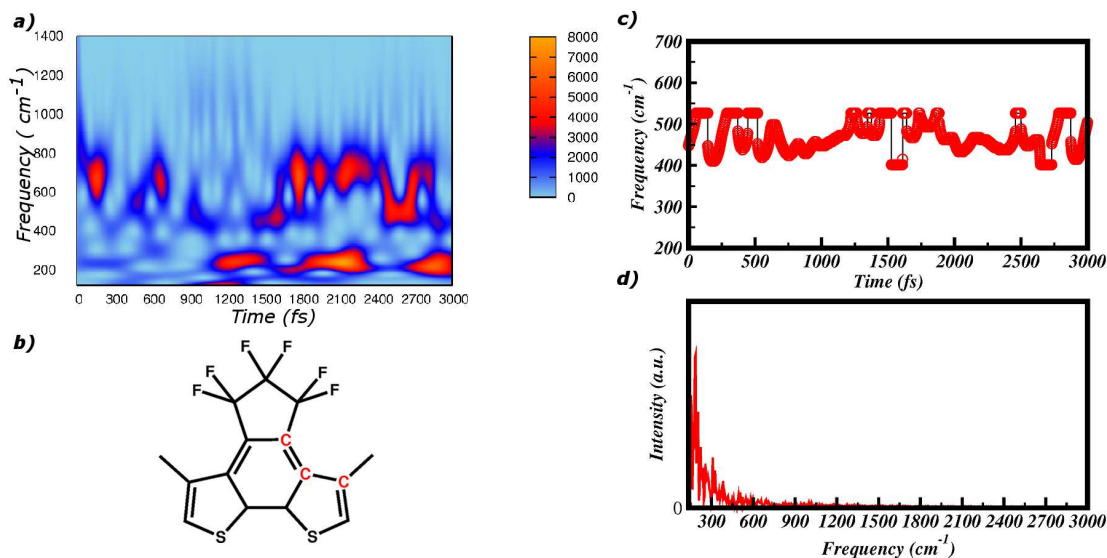 a)
1400
1200
1000
800
600
400
200
Frequency ( cm-1)
0 300 600 900 1200 1500 1800 2100 2400 2700 3000
Time (fs)
8000
7000
6000
5000
4000
3000
2000
1000
0
b)
F F
F F
F F
C
C C
S S
c)
700
600
500
400
300
200
Frequency (cm-1)
0 500 1000 1500 2000 2500 3000
Time (fs)
d)
Intensity (a.u.)
0
300 600 900 1200 1500 1800 2100 2400 2700 3000
Frequency (cm-1)